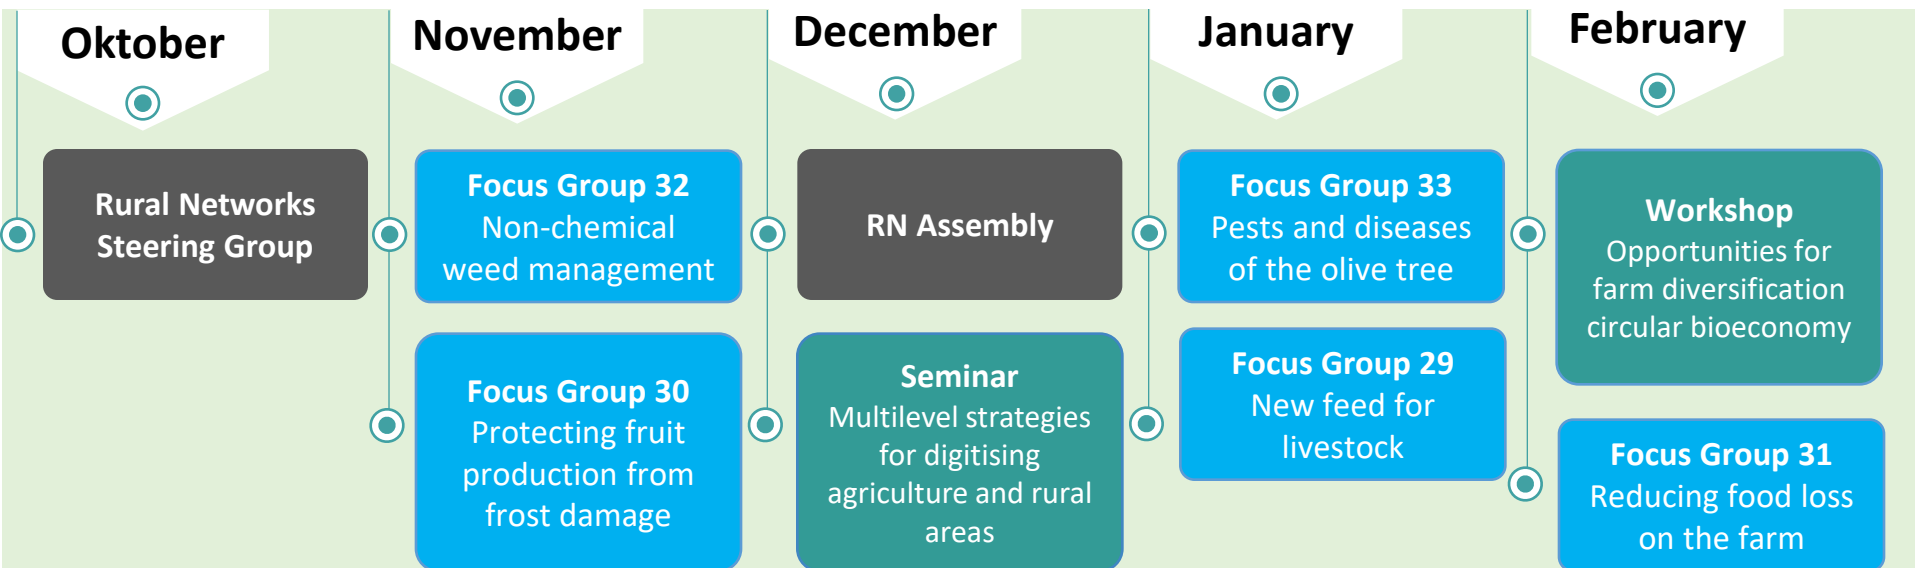 Oktober
Rural Networks
Steering Group
November
Focus Group 32
Non-chemical
weed management
Focus Group 30
Protecting fruit
production from
frost damage
December
RN Assembly
Seminar
Multilevel strategies
for digitising
agriculture and rural
areas
January
Focus Group 33
Pests and diseases
of the olive tree
Focus Group 29
New feed for
livestock
February
Workshop
Opportunities for
farm diversification
circular bioeconomy
Focus Group 31
Reducing food loss
on the farm